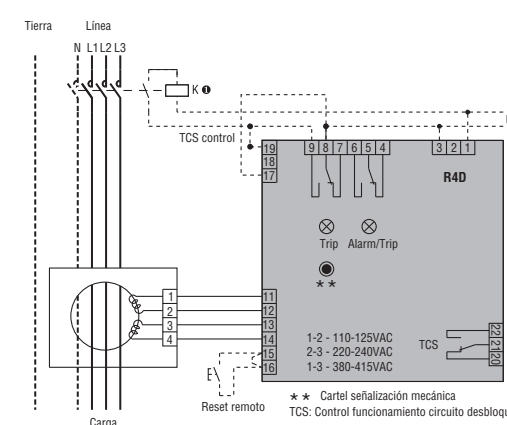 Tierra
Línea
N L1 L2 L3
K ❶
TCS control
19
18
17
9 8 7 6 5 4
3 2 1
R4D
Trip
Alarm/Trip
* *
1
2
3
4
11
12
13
14
15
16
1-2 - 110-125VAC
2-3 - 220-240VAC
1-3 - 380-415VAC
TCS
22
21
20
Reset remoto
* * Cartel señalización mecánica
TCS: Control funcionamiento circuito desbloqu
Carga